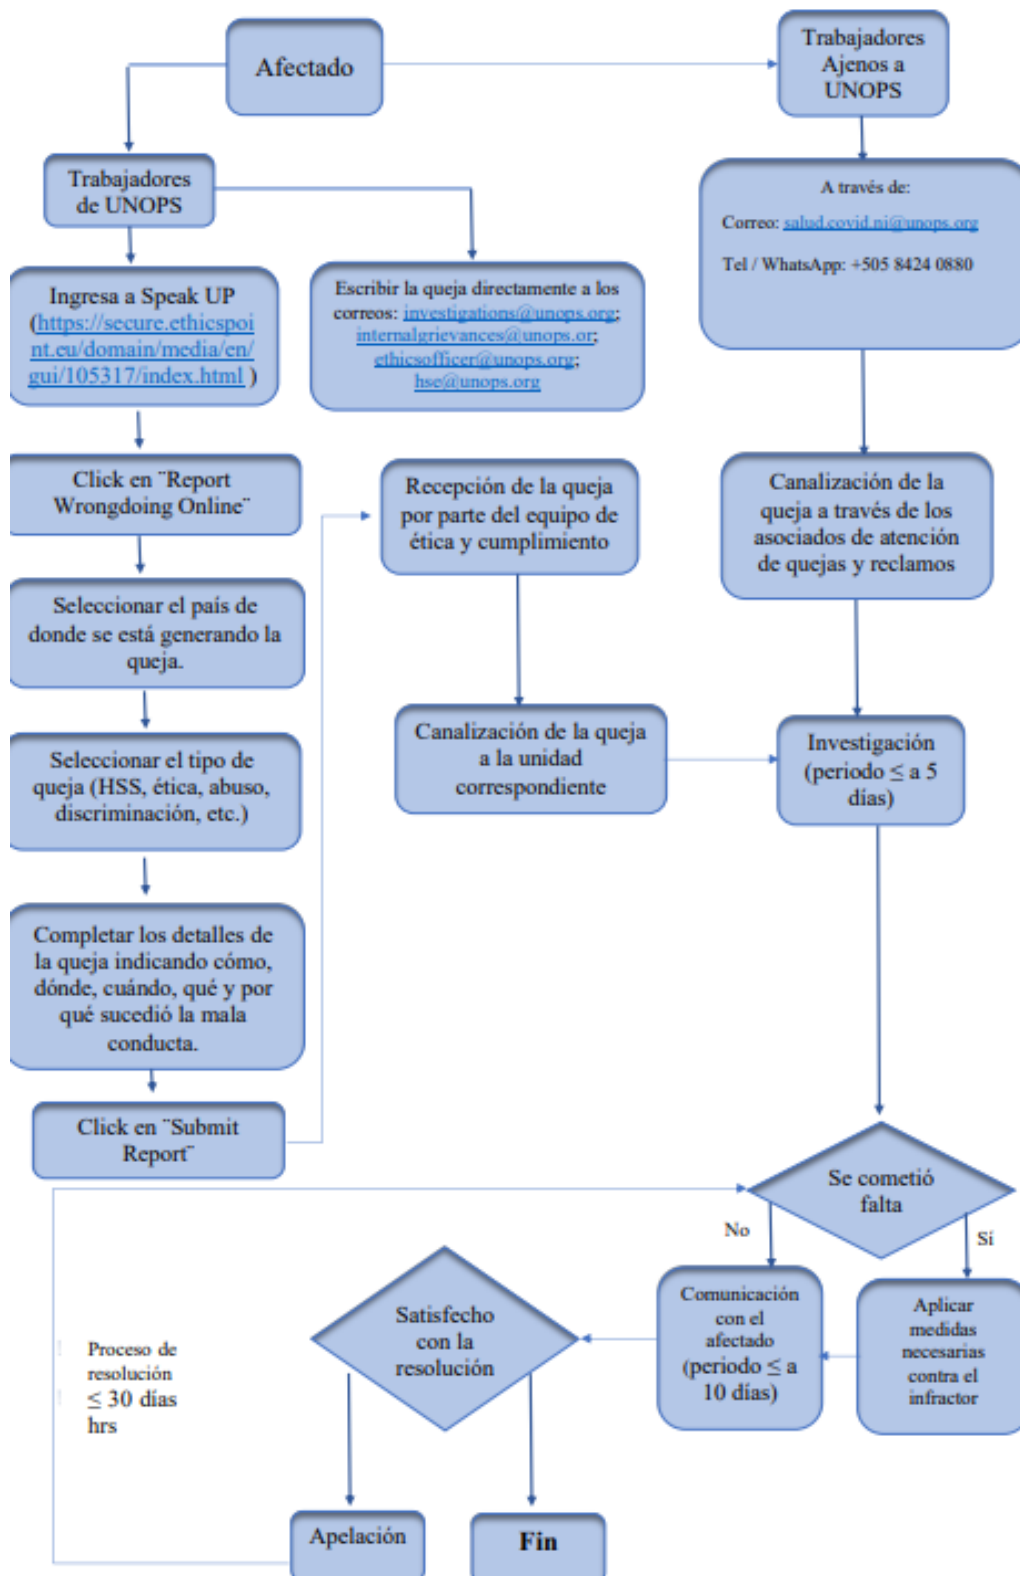 Afectado
Trabajadores
Ajenos a
UNOPS
Trabajadores
de UNOPS
A través de:
Correo: salud.covid.ni@unops.org
Tel / WhatsApp: +505 8424 0880
Ingresa a Speak UP
(https://secure.ethicspoi
nt.eu/domain/media/en/
gui/105317/index.html )
Escribir la queja directamente a los
correos: investigations@unops.org;
internalgrievances@unops.or;
ethicsofficer@unops.org;
hse@unops.org
Click en ¨Report
Wrongdoing Online¨
Recepción de la queja
por parte del equipo de
ética y cumplimiento
Canalización de la
queja a través de los
asociados de atención
de quejas y reclamos
Seleccionar el país de
donde se está generando la
queja.
Seleccionar el tipo de
queja (HSS, ética, abuso,
discriminación, etc.)
Canalización de la queja
a la unidad
correspondiente
Investigación
(periodo ≤ a 5
días)
Completar los detalles de
la queja indicando cómo,
dónde, cuándo, qué y por
qué sucedió la mala
conducta.
Click en ¨Submit
Report¨
Se cometió
falta
No
Sí
Comunicación
con el
afectado
(periodo ≤ a
10 días)
Aplicar
medidas
necesarias
contra el
infractor
Satisfecho
con la
resolución
Proceso de
resolución
≤ 30 días
hrs
Apelación
Fin